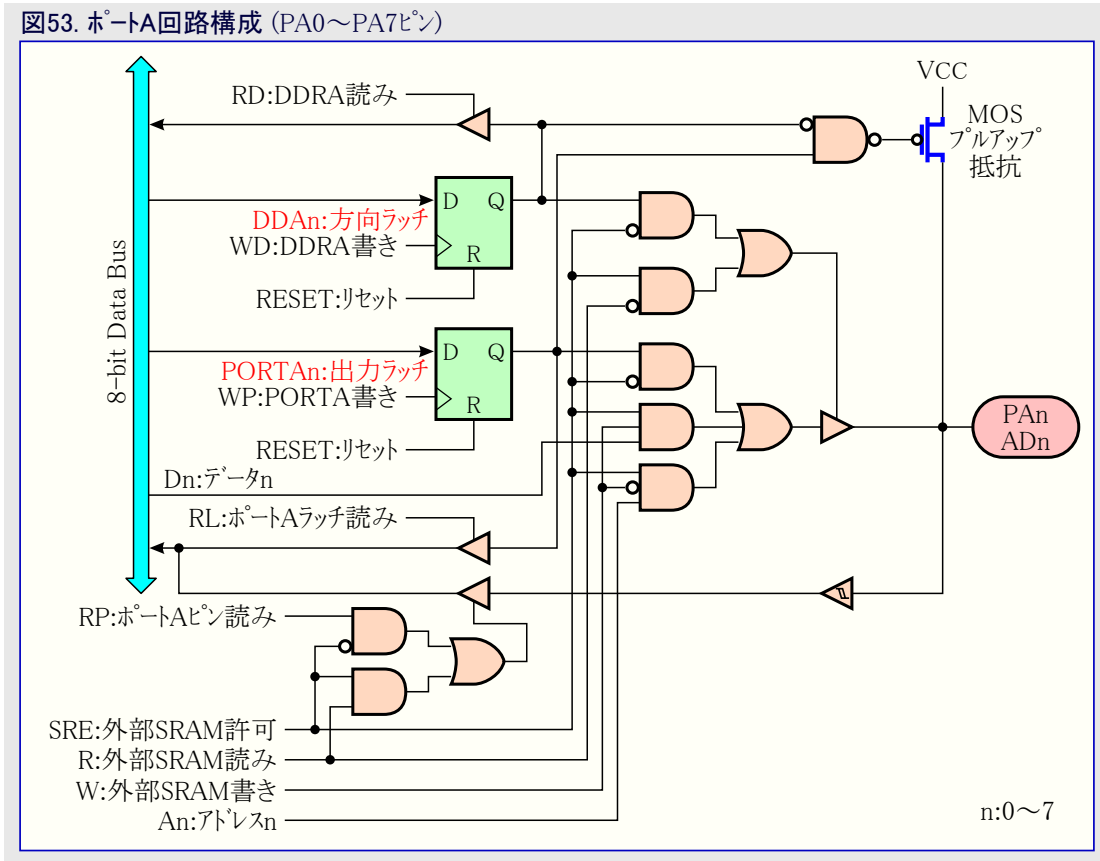 図53. ポートA回路構成 (PA0～PA7ピン)
VCC
RD:DDRA読み
MOS
プルアップ
抵抗
D Q
DDAn:方向ラッチ
WD:DDRA書き
R
RESET:リセット
8-bit Data Bus
D Q
PORTAn:出力ラッチ
WP:PORTA書き
R
RESET:リセット
PAn
ADn
Dn:データn
RL:ポートAラッチ読み
RP:ポートAピン読み
SRE:外部SRAM許可
R:外部SRAM読み
W:外部SRAM書き
An:アドレスn
n:0～7